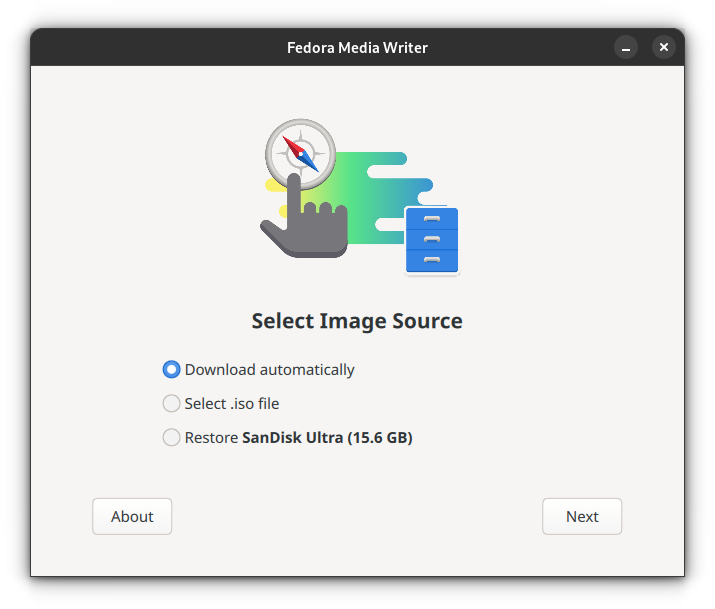 Fedora Media Writer
Select Image Source
Download automatically
Select .iso file
Restore SanDisk Ultra (15.6 GB)
About
Next